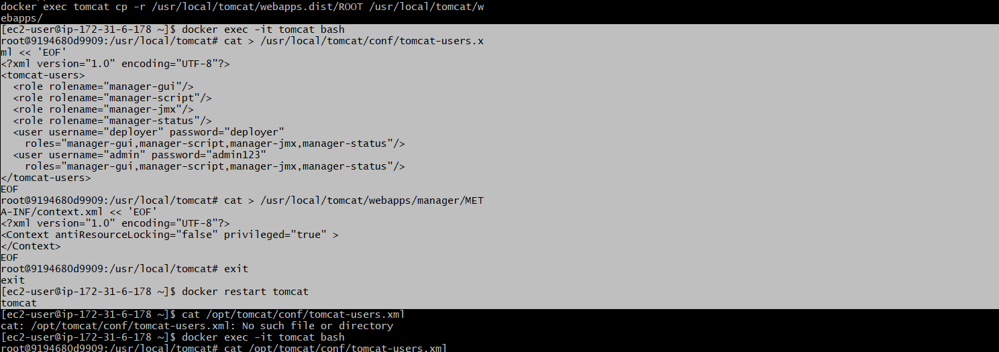 docker exec tomcat cp -r /usr/local/tomcat/webapps.dist/ROOT /usr/local/tomcat/w
ebapps/
[ec2-user@ip-172-31-6-178 ~]$ docker exec -it tomcat bash
root@9194680d9909:/usr/local/tomcat# cat > /usr/local/tomcat/conf/tomcat-users.x
ml << 'EOF'
<?xml version="1.0" encoding="UTF-8"?>
<tomcat-users>
  <role rolename="manager-gui"/>
  <role rolename="manager-script"/>
  <role rolename="manager-jmx"/>
  <role rolename="manager-status"/>
  <user username="deployer" password="deployer"
    roles="manager-gui,manager-script,manager-jmx,manager-status"/>
  <user username="admin" password="admin123"
    roles="manager-gui,manager-script,manager-jmx,manager-status"/>
</tomcat-users>
EOF
root@9194680d9909:/usr/local/tomcat# cat > /usr/local/tomcat/webapps/manager/MET
A-INF/context.xml << 'EOF'
<?xml version="1.0" encoding="UTF-8"?>
<Context antiResourceLocking="false" privileged="true" >
</Context>
EOF
root@9194680d9909:/usr/local/tomcat# exit
exit
[ec2-user@ip-172-31-6-178 ~]$ docker restart tomcat
tomcat
[ec2-user@ip-172-31-6-178 ~]$ cat /opt/tomcat/conf/tomcat-users.xml
cat: /opt/tomcat/conf/tomcat-users.xml: No such file or directory
[ec2-user@ip-172-31-6-178 ~]$ docker exec -it tomcat bash
root@9194680d9909:/usr/local/tomcat# cat /opt/tomcat/conf/tomcat-users.xml